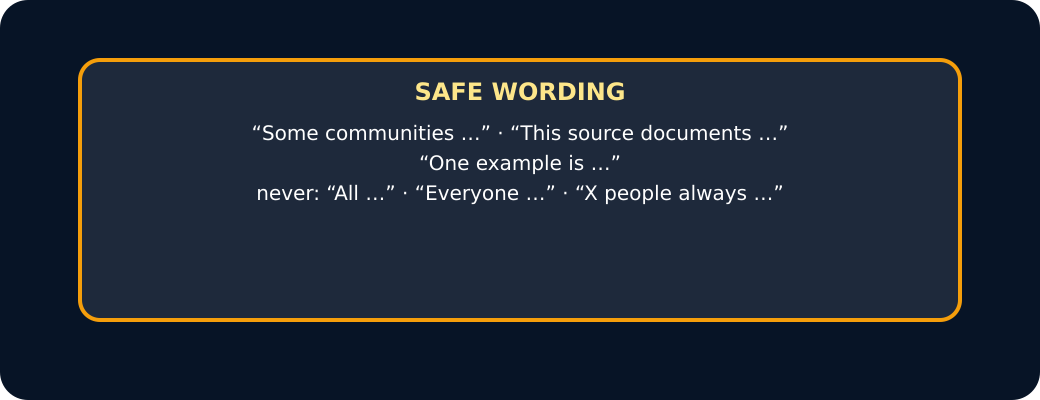 SAFE WORDING
“Some communities …” · “This source documents …”
“One example is …”
never: “All …” · “Everyone …” · “X people always …”